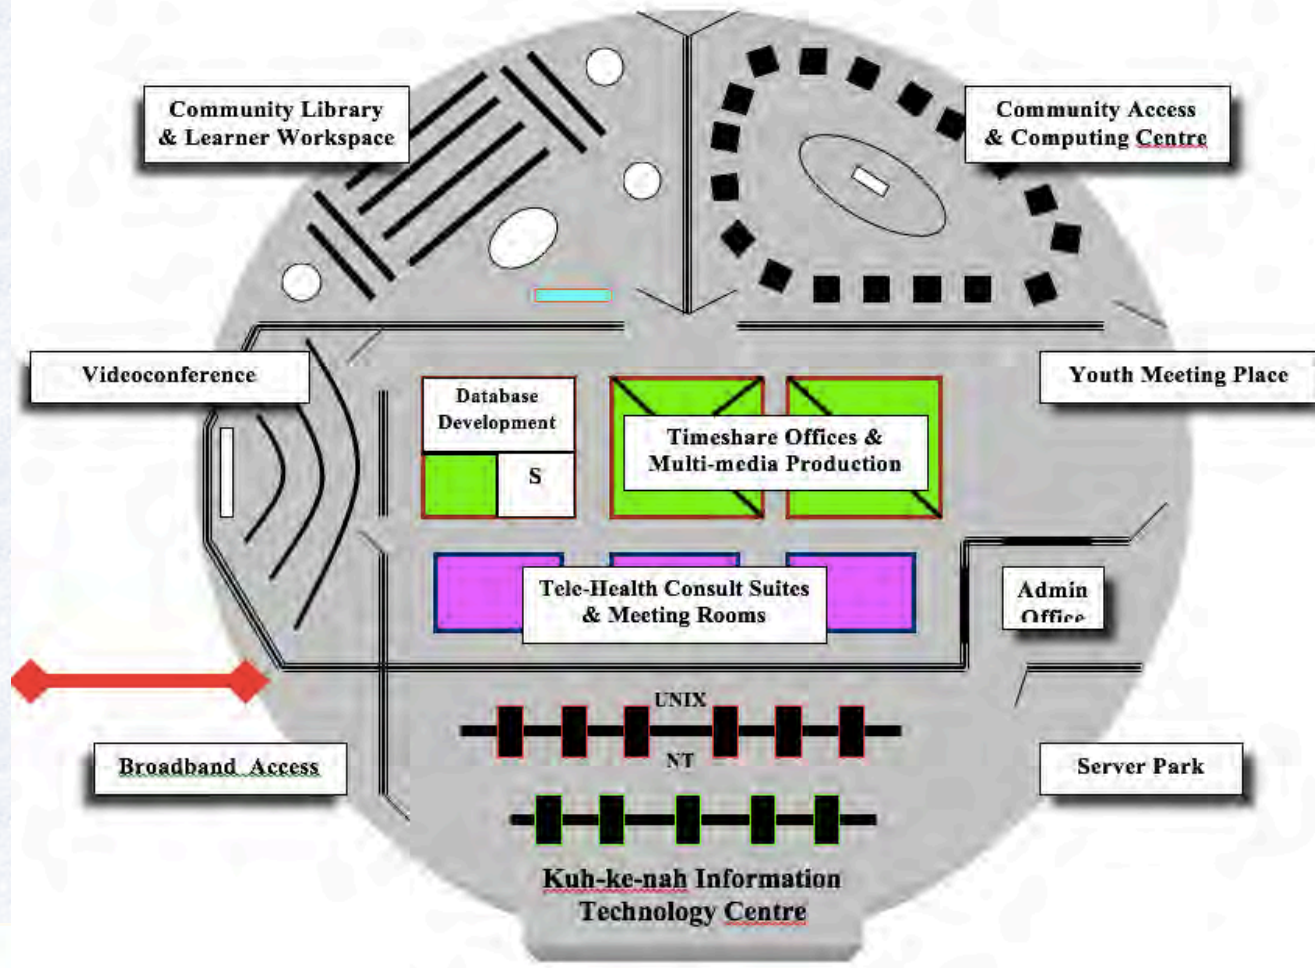 Community Library
& Learner Workspace
Community Access
& Computing Centre
Videoconference
Youth Meeting Place
Database
Development
S
Timeshare Offices &
Multi-media Production
Tele-Health Consult Suites
& Meeting Rooms
Admin
Office
UNIX
NT
Broadband Access
Server Park
Kuh-ke-nah Information
Technology Centre